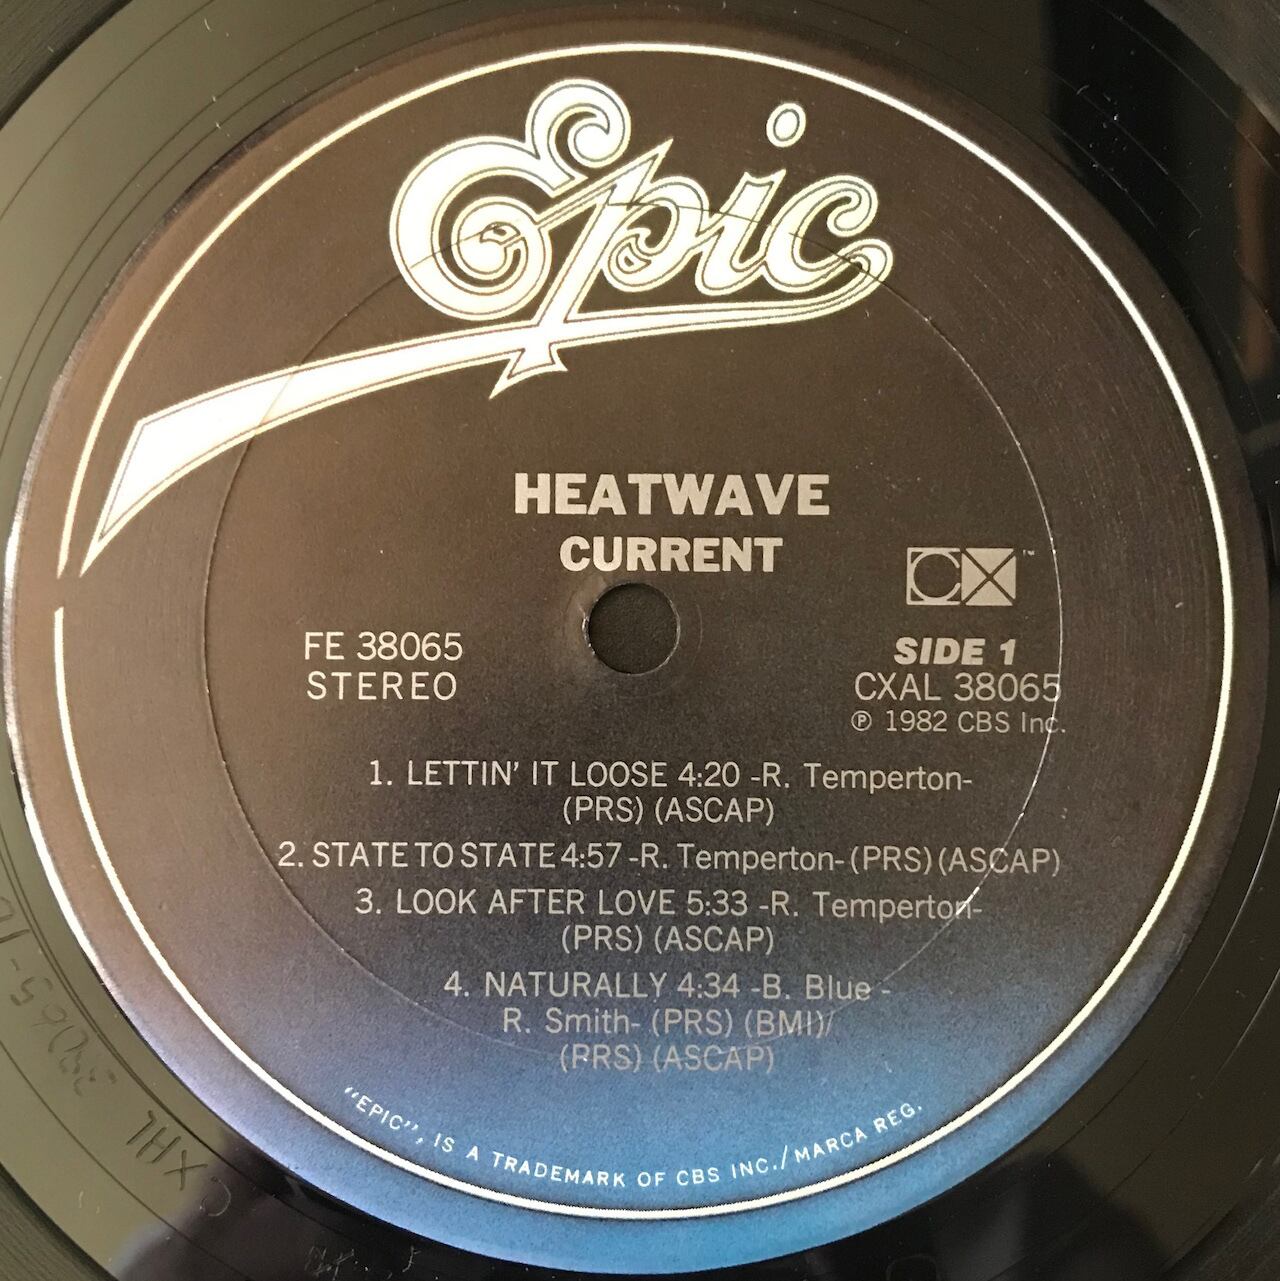 Epic
HEATWAVE
CURRENT
CX™
FE 38065
STEREO
SIDE 1
CXAL 38065
℗ 1982 CBS Inc.
1. LETTIN' IT LOOSE 4:20 -R. Temperton-
(PRS) (ASCAP)
2. STATE TO STATE 4:57 -R. Temperton- (PRS) (ASCAP)
3. LOOK AFTER LOVE 5:33 -R. Temperton-
(PRS) (ASCAP)
4. NATURALLY 4:34 -B. Blue -
R. Smith- (PRS) (BMI)/
(PRS) (ASCAP)
"EPIC", IS A TRADEMARK OF CBS INC./MARCA REG.